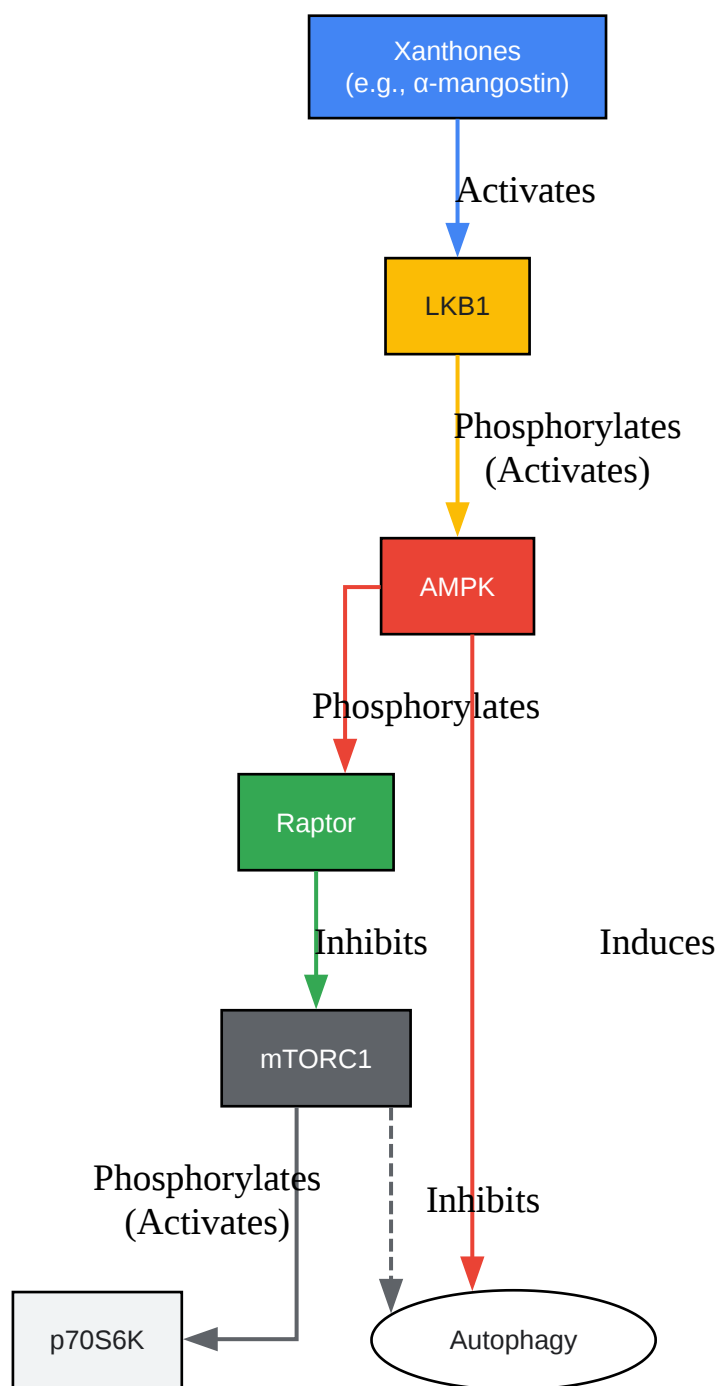 Xanthones
(e.g., α-mangostin)
Activates
LKB1
Phosphorylates
(Activates)
AMPK
Phosphorylates
Raptor
Inhibits
Induces
mTORC1
Phosphorylates
(Activates)
Inhibits
p70S6K
Autophagy